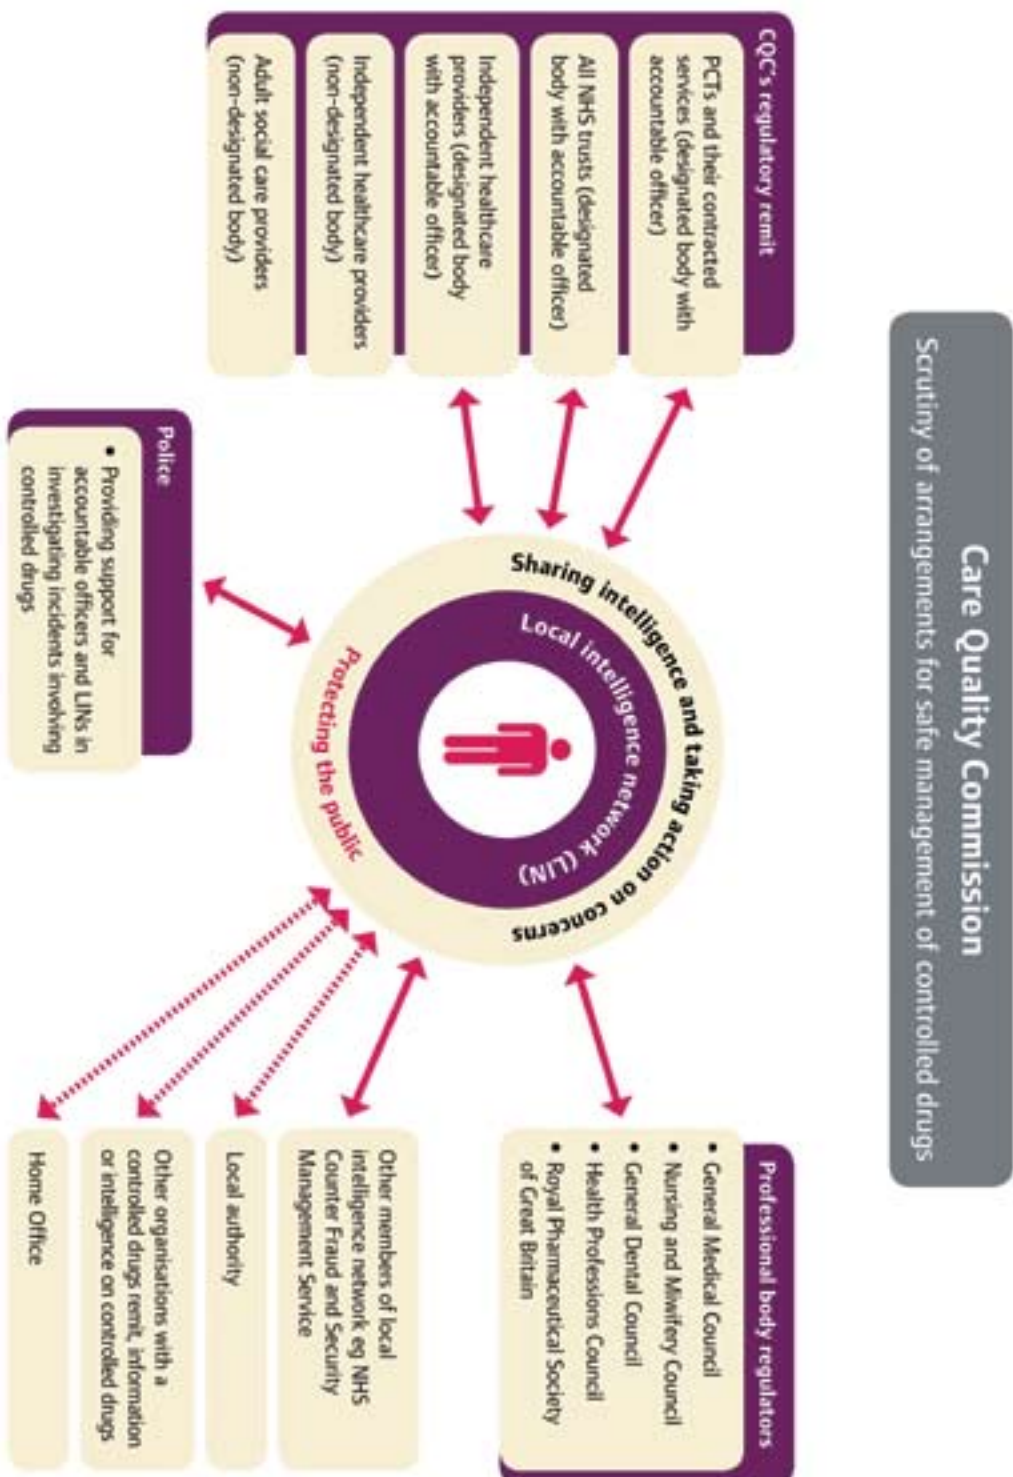 Care Quality Commission
Scrutiny of arrangements for safe management of controlled drugs
CQC's regulatory remit
PCTs and their contracted
services (designated body with
accountable officer)
All NHS trusts (designated
body with accountable officer)
Independent healthcare
providers (designated body
with accountable officer)
Independent healthcare providers
(non-designated body)
Adult social care providers
(non-designated body)
Sharing intelligence and taking action on concerns
Local intelligence network (LIN)
Protecting the public
Police
• Providing support for
accountable officers and LINs in
investigating incidents involving
controlled drugs
Professional body regulators
• General Medical Council
• Nursing and Miwifery Council
• General Dental Council
• Health Professions Council
• Royal Pharmaceutical Society
of Great Britain
Other members of local
intelligence network eg NHS
Counter Fraud and Security
Management Service
Local authority
Other organisations with a
controlled drugs remit, information
or intelligence on controlled drugs
Home Office